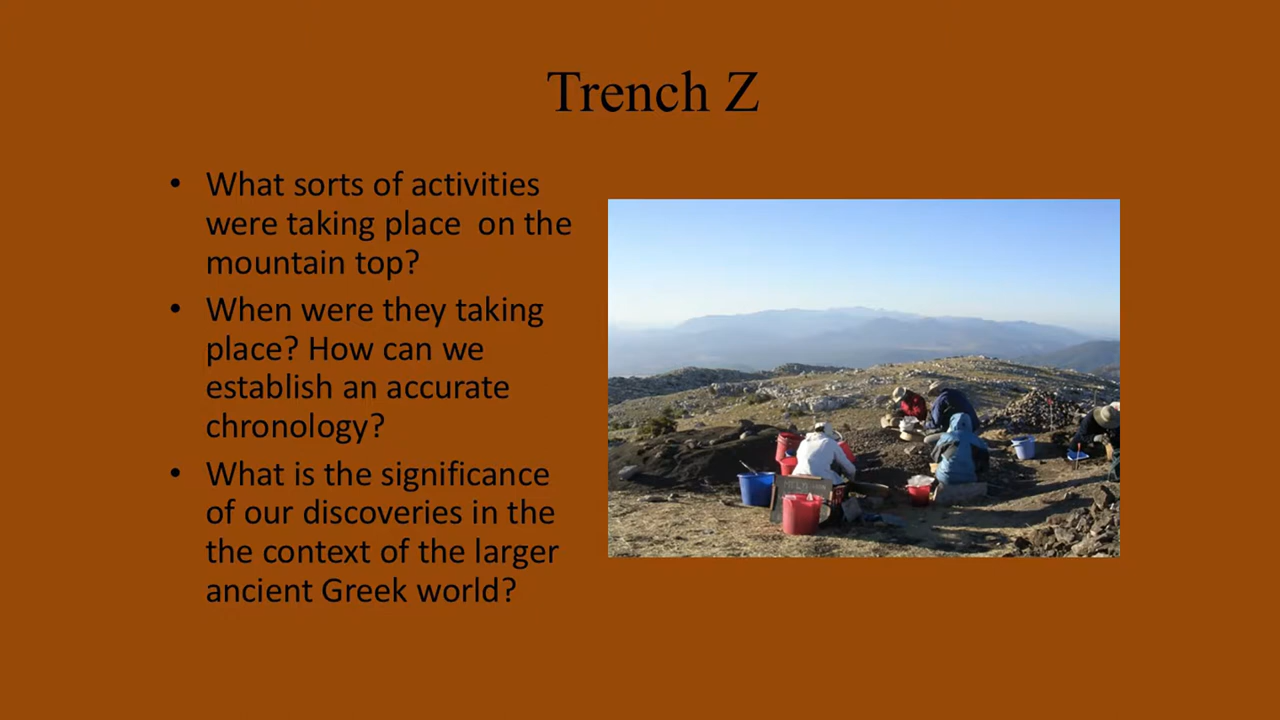 Trench Z
• What sorts of activities
were taking place  on the
mountain top?
• When were they taking
place? How can we
establish an accurate
chronology?
• What is the significance
of our discoveries in the
the context of the larger
ancient Greek world?